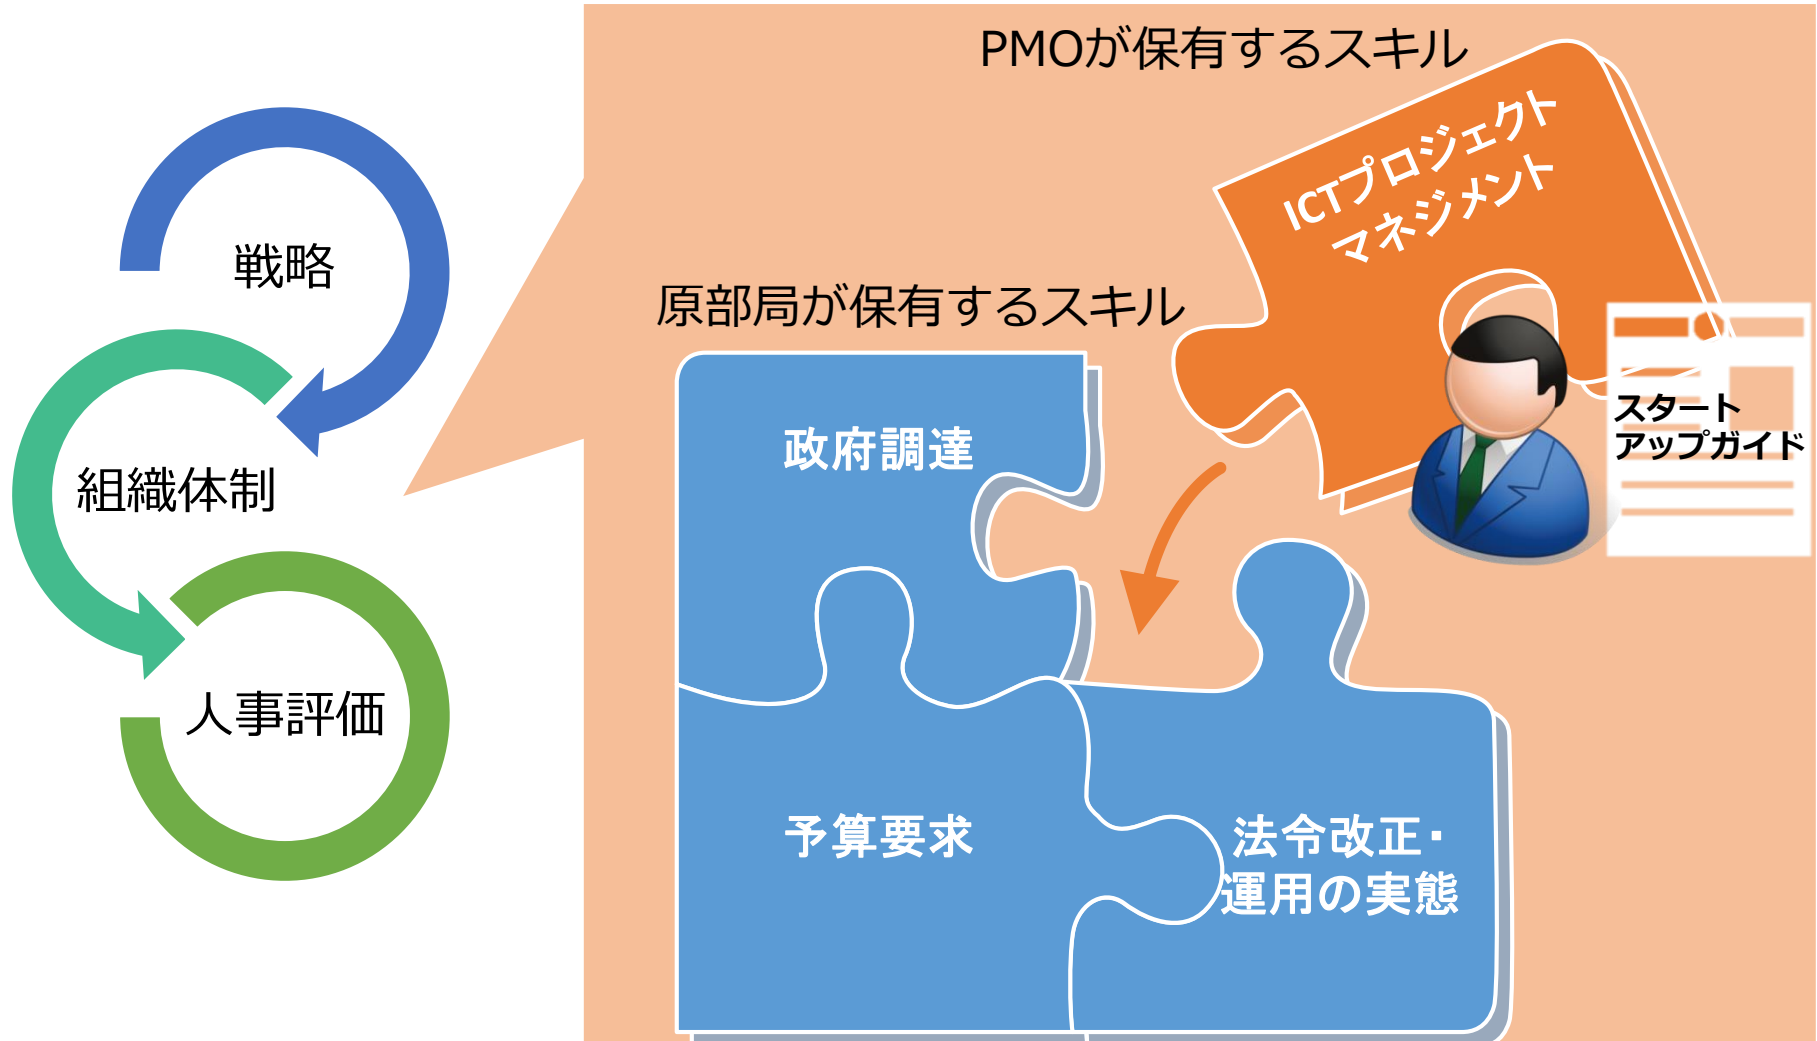 戦略
組織体制
人事評価
PMOが保有するスキル
ICTプロジェクト
マネジメント
スタート
アップガイド
原部局が保有するスキル
政府調達
予算要求
法令改正・
運用の実態